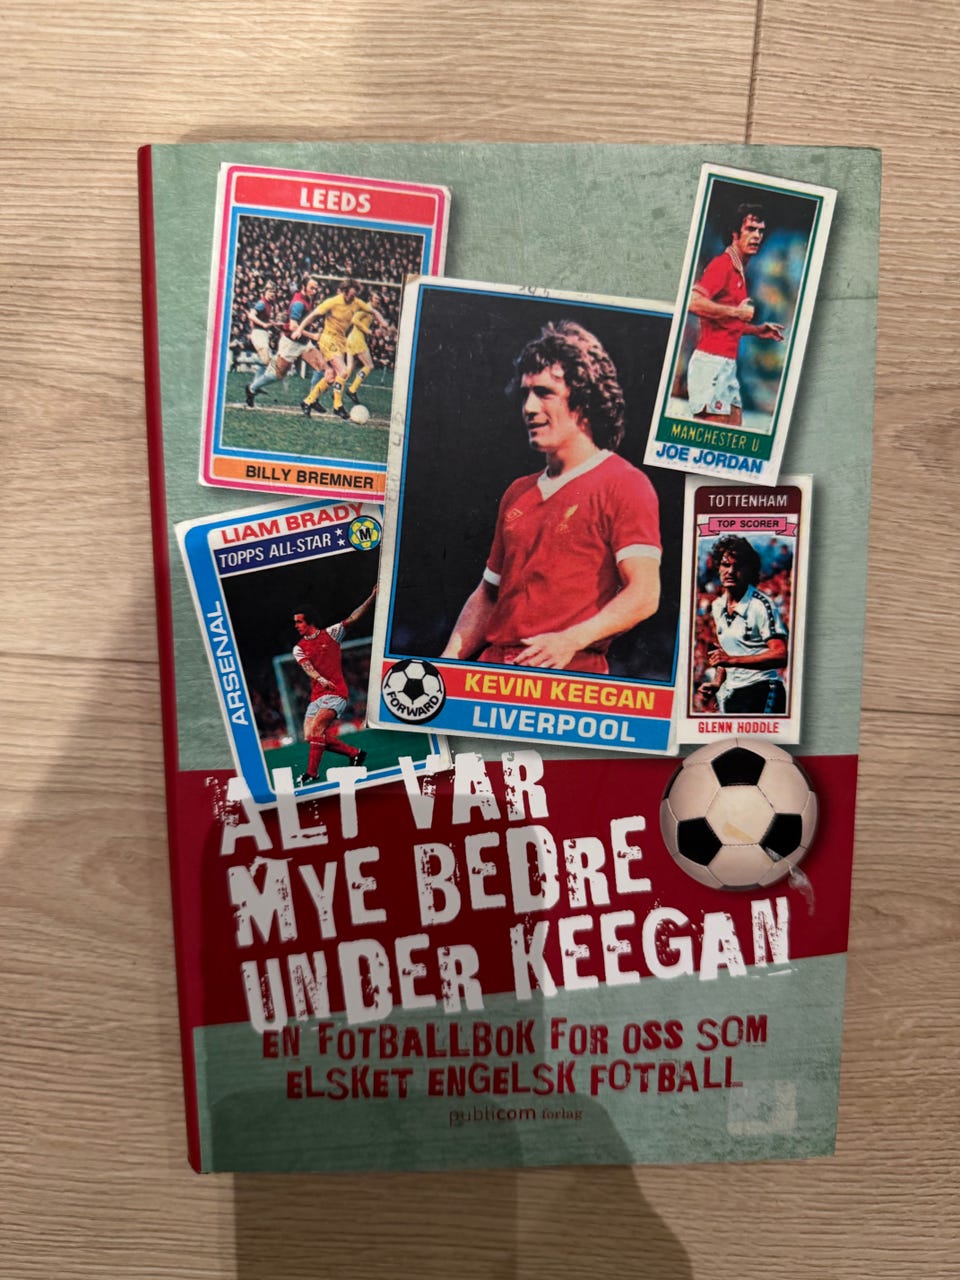 LEEDS
BILLY BREMNER
MANCHESTER U.
JOE JORDAN
LIAM BRADY
TOPPS ALL-STAR
M
ARSENAL
FORWARD
KEVIN KEEGAN
LIVERPOOL
TOTTENHAM
TOP SCORER
GLENN HODDLE
ALT VAR
MYE BEDRE
UNDER KEEGAN
EN FOTBALLBOK FOR OSS SOM
ELSKET ENGELSK FOTBALL
publicom forlag